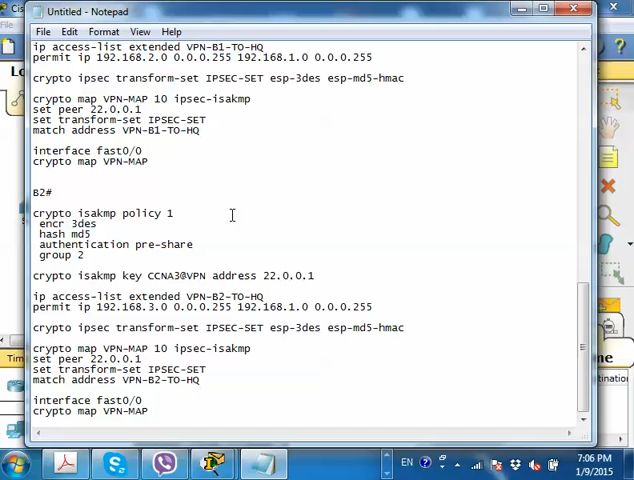 Untitled - Notepad
File Edit Format View Help
ip access-list extended VPN-B1-TO-HQ
permit ip 192.168.2.0 0.0.0.255 192.168.1.0 0.0.0.255
crypto ipsec transform-set IPSEC-SET esp-3des esp-md5-hmac
crypto map VPN-MAP 10 ipsec-isakmp
set peer 22.0.0.1
set transform-set IPSEC-SET
match address VPN-B1-TO-HQ
interface fast0/0
crypto map VPN-MAP
B2#
crypto isakmp policy 1
encr 3des
hash md5
authentication pre-share
group 2
crypto isakmp key CCNA3@VPN address 22.0.0.1
ip access-list extended VPN-B2-TO-HQ
permit ip 192.168.3.0 0.0.0.255 192.168.1.0 0.0.0.255
crypto ipsec transform-set IPSEC-SET esp-3des esp-md5-hmac
crypto map VPN-MAP 10 ipsec-isakmp
set peer 22.0.0.1
set transform-set IPSEC-SET
match address VPN-B2-TO-HQ
interface fast0/0
crypto map VPN-MAP
EN
7:06 PM
1/9/2015